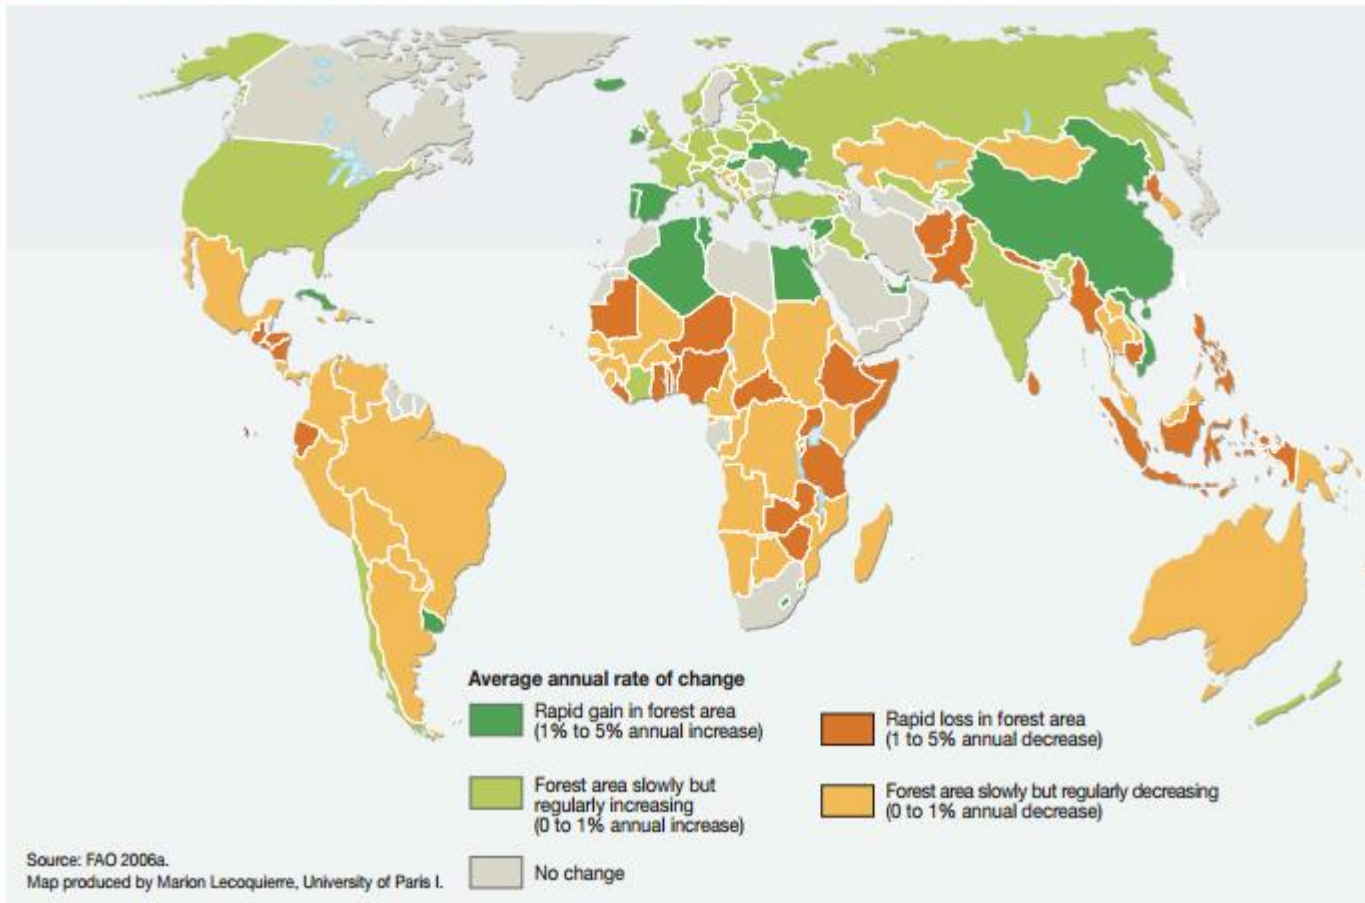 Average annual rate of change
Rapid gain in forest area
(1% to 5% annual increase)
Forest area slowly but
regularly increasing
(0 to 1% annual increase)
No change
Rapid loss in forest area
(1 to 5% annual decrease)
Forest area slowly but regularly decreasing
(0 to 1% annual decrease)
Source: FAO 2006a.
Map produced by Marion Lecoquierre, University of Paris I.